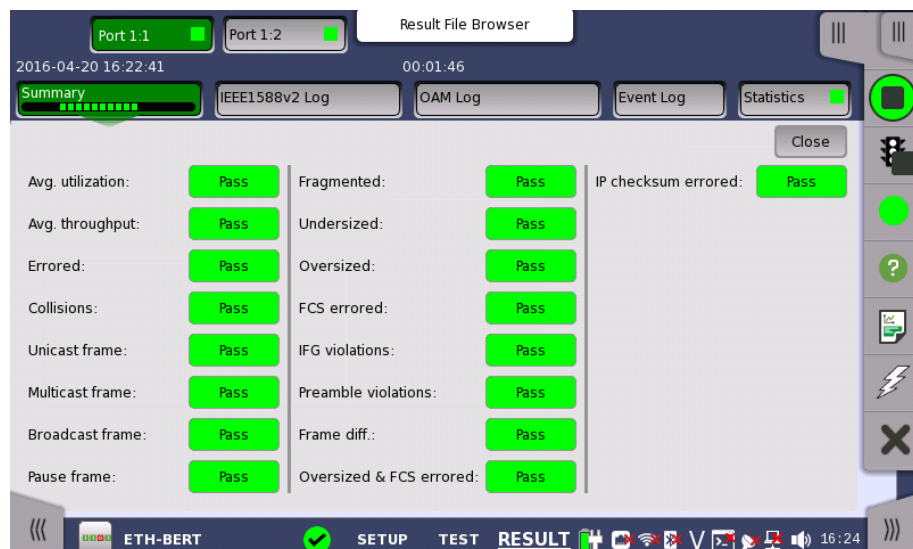 Result File Browser
Port 1:1
Port 1:2
2016-04-20 16:22:41
00:01:46
Summary
IEEE1588v2 Log
OAM Log
Event Log
Statistics
Close
Avg. utilization: Pass
Fragmented: Pass
IP checksum errored: Pass
Avg. throughput: Pass
Undersized: Pass
Errored: Pass
Oversized: Pass
Collisions: Pass
FCS errored: Pass
Unicast frame: Pass
IFG violations: Pass
Multicast frame: Pass
Preamble violations: Pass
Broadcast frame: Pass
Frame diff.: Pass
Pause frame: Pass
Oversized & FCS errored: Pass
ETH-BERT
SETUP
TEST
RESULT
V
16:24